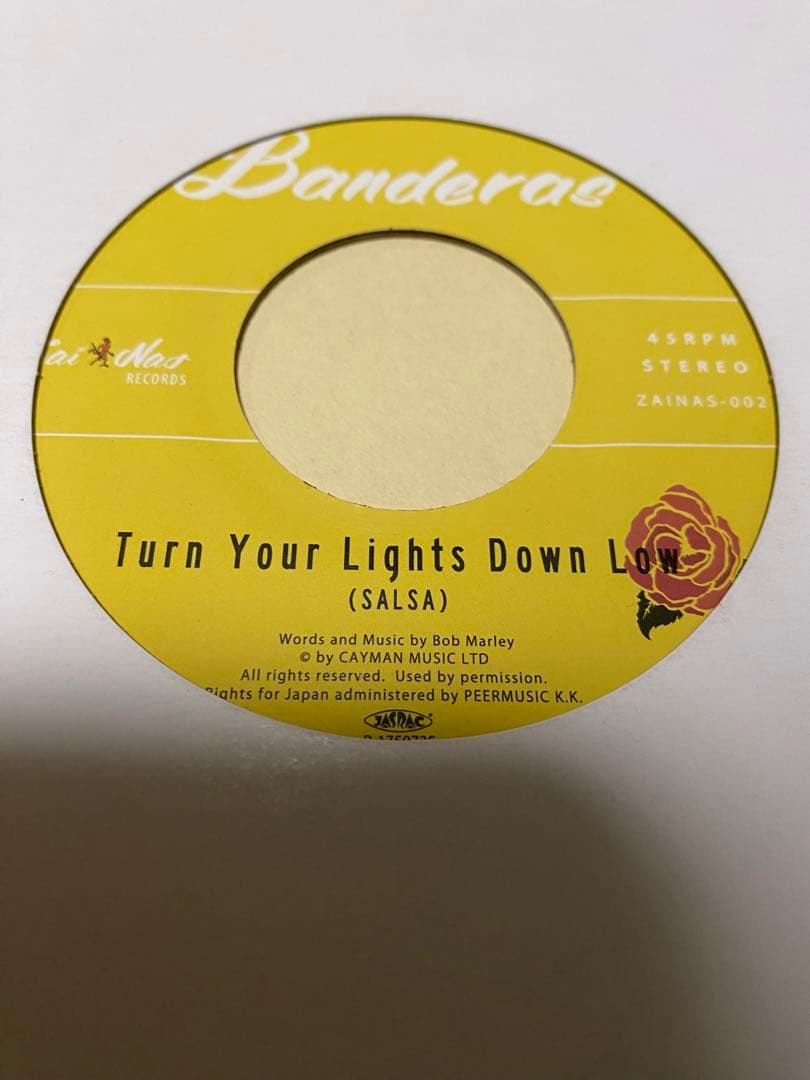 Banderas
Nas
RECORDS
45RPM
STEREO
ZAINAS-002
Turn Your Lights Down Low
(SALSA)
Words and Music by Bob Marley
© by CAYMAN MUSIC LTD
All rights reserved. Used by permission.
Rights for Japan administered by PEERMUSIC K.K.
JASRAC